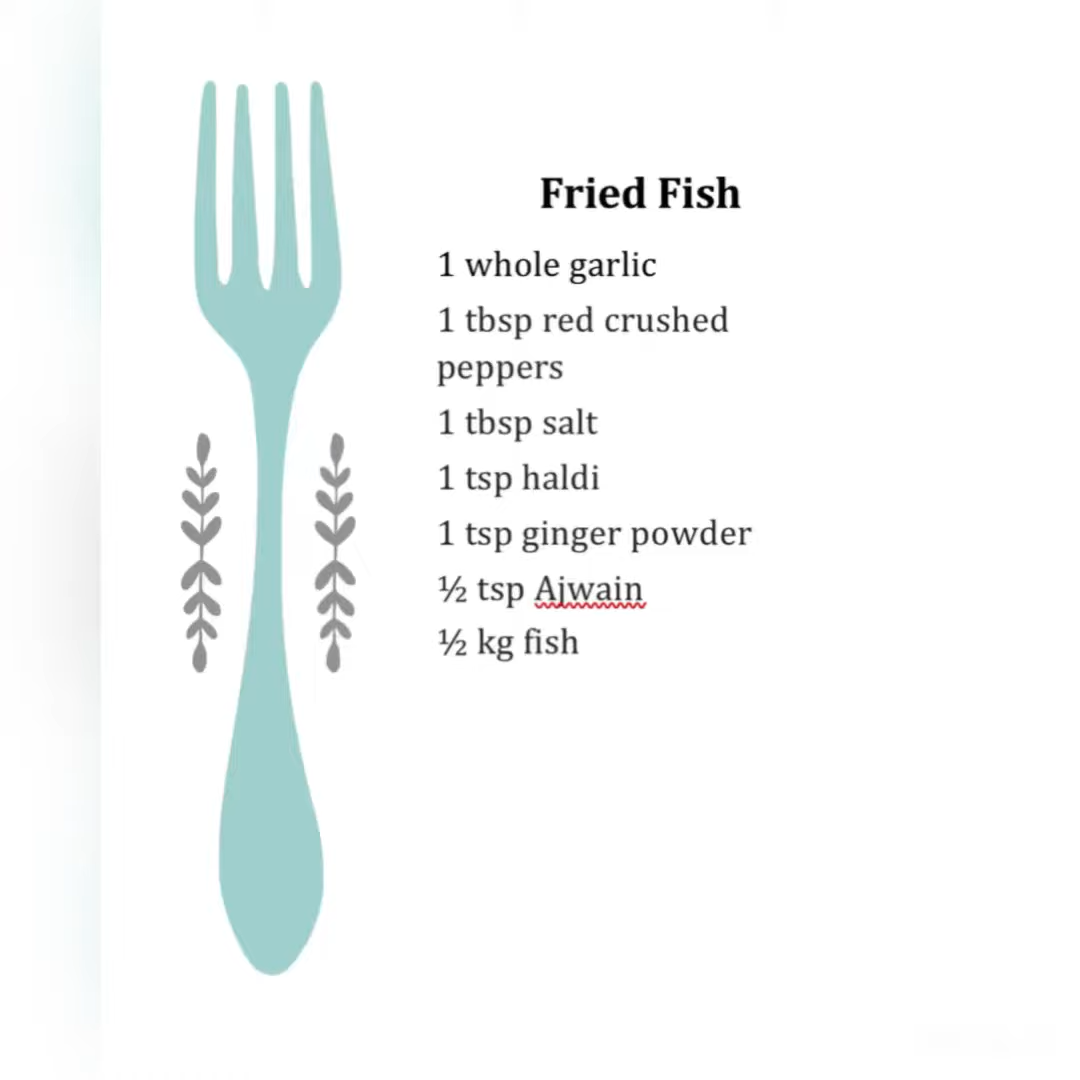 Fried Fish
1 whole garlic
1 tbsp red crushed
peppers
1 tbsp salt
1 tsp haldi
1 tsp ginger powder
½ tsp Ajwain
½ kg fish